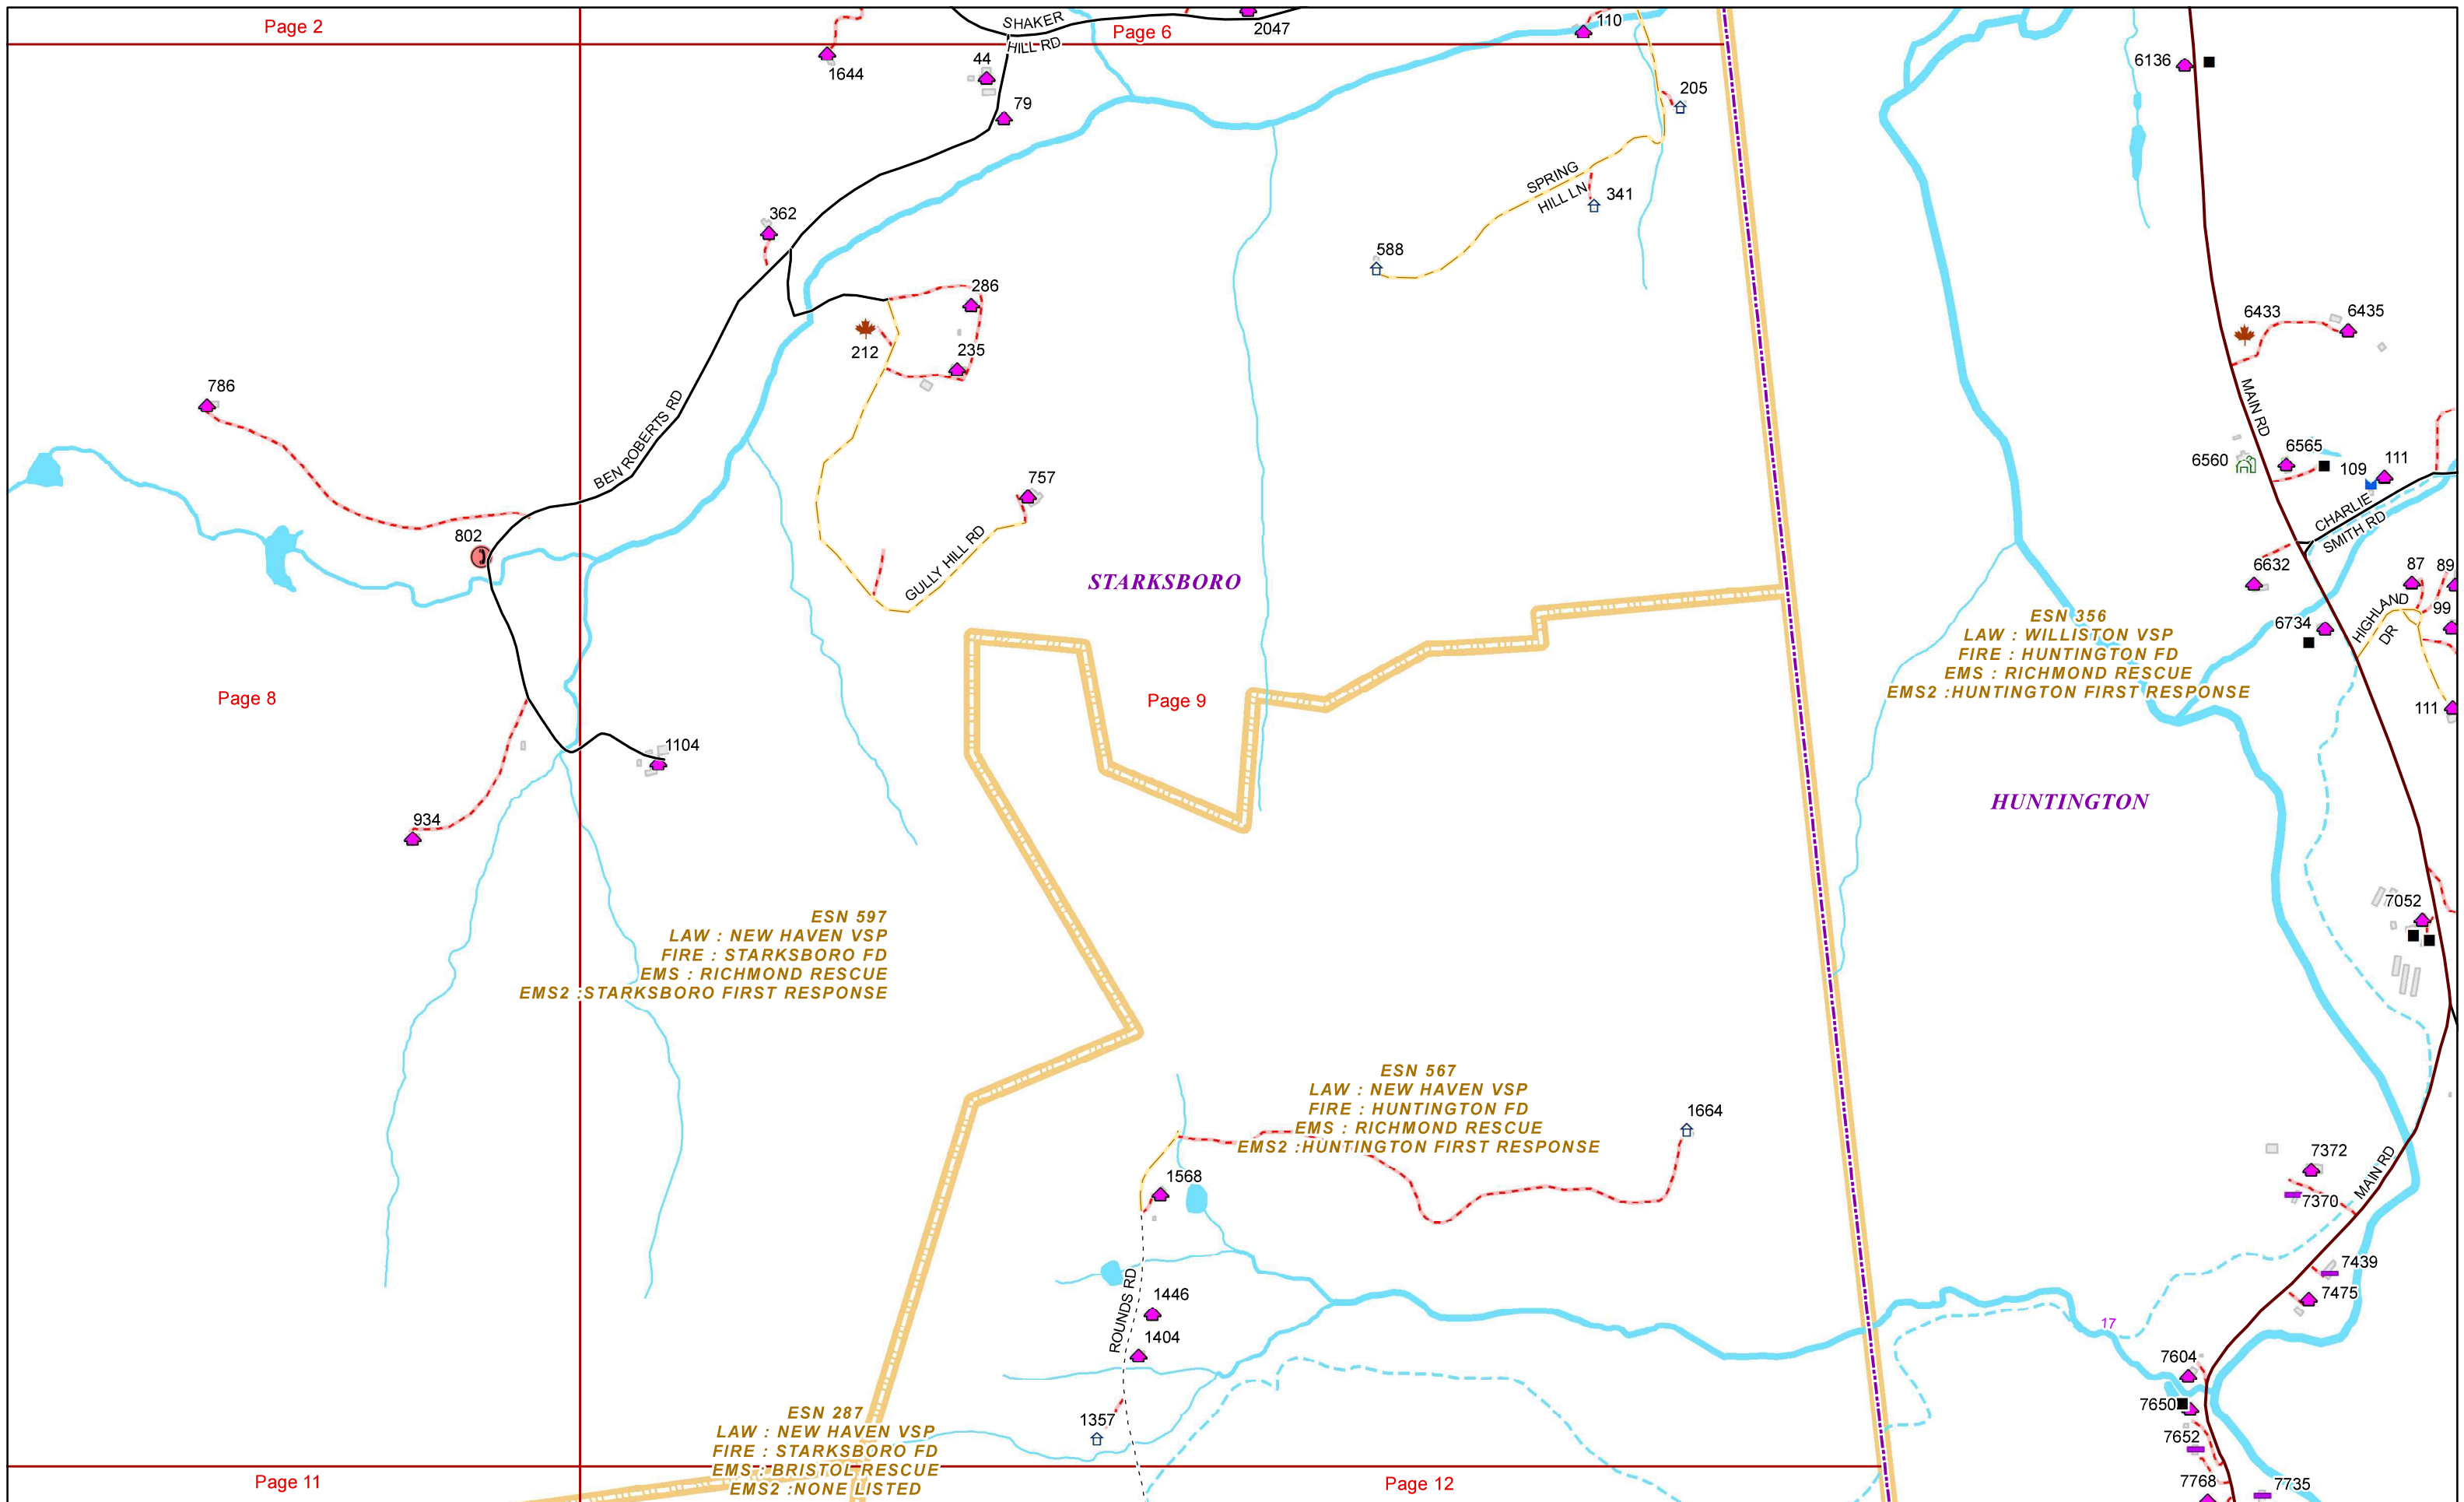 Page 2
SHAKER
HILL RD
Page 6
2047
110
1644
44
79
205
6136
362
SPRING
HILL LN
341
588
286
212
235
6433
6435
786
BEN ROBERTS RD
MAIN RD
757
6560
6565
109
111
CHARLIE
SMITH RD
802
GULLY HILL RD
STARKSBORO
6632
87
89
99
HIGHLAND
DR
6734
ESN 356
LAW : WILLISTON VSP
FIRE : HUNTINGTON FD
EMS : RICHMOND RESCUE
EMS2 :HUNTINGTON FIRST RESPONSE
Page 8
Page 9
111
1104
HUNTINGTON
934
7052
ESN 597
LAW : NEW HAVEN VSP
FIRE : STARKSBORO FD
EMS : RICHMOND RESCUE
EMS2 :STARKSBORO FIRST RESPONSE
ESN 567
LAW : NEW HAVEN VSP
FIRE : HUNTINGTON FD
EMS : RICHMOND RESCUE
EMS2 :HUNTINGTON FIRST RESPONSE
1664
1568
7372
7370
MAIN RD
ROUNDS RD
1446
1404
7439
7475
17
7604
7650
1357
7652
ESN 287
LAW : NEW HAVEN VSP
FIRE : STARKSBORO FD
EMS : BRISTOL RESCUE
EMS2 :NONE LISTED
Page 11
Page 12
7768
7735